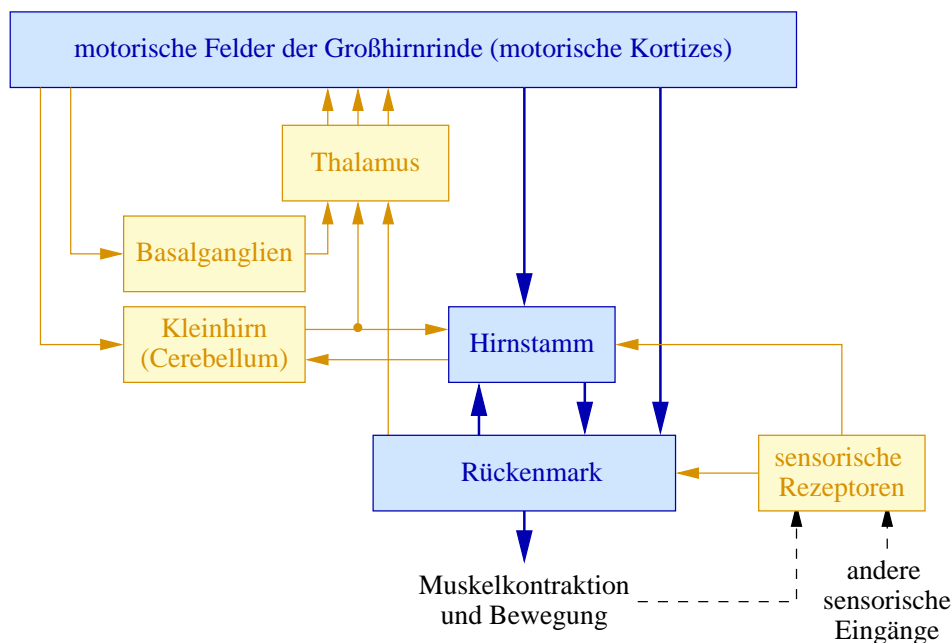 motorische Felder der Großhirnrinde (motorische Kortizes)
Thalamus
Basalganglien
Kleinhirn
(Cerebellum)
Hirnstamm
Rückenmark
sensorische
Rezeptoren
Muskelkontraktion
und Bewegung
andere
sensorische
Eingänge